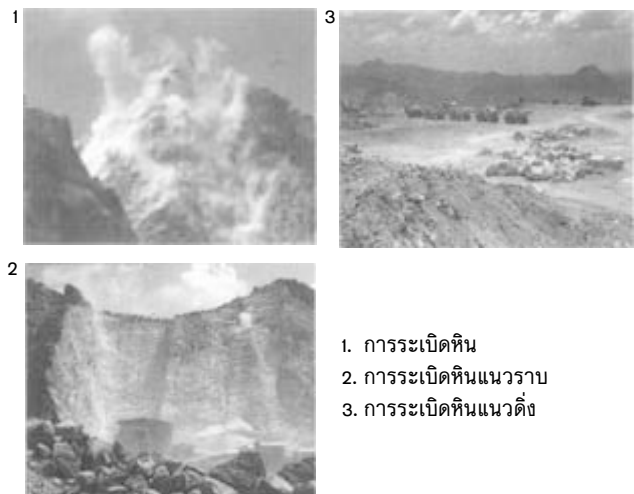 1
3
2
1. การระเบิดหิน
2. การระเบิดหินแนวราบ
3. การระเบิดหินแนวดิ่ง